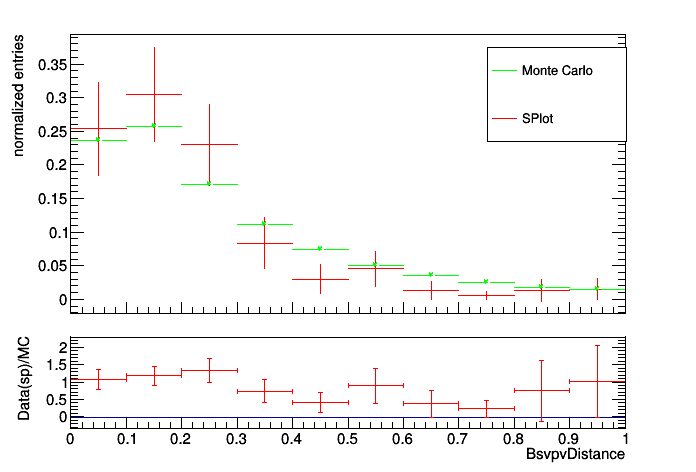 normalized entries
0.35
0.3
0.25
0.2
0.15
0.1
0.05
0
Monte Carlo
SPlot
Data(sp)/MC
2
1.5
1
0.5
0
0 0.1 0.2 0.3 0.4 0.5 0.6 0.7 0.8 0.9 1
BsvpvDistance